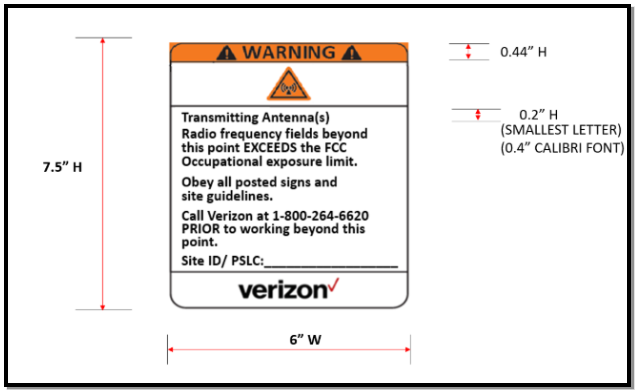 WARNING
0.44” H
Transmitting Antenna(s)
Radio frequency fields beyond
this point EXCEEDS the FCC
Occupational exposure limit.
0.2” H
(SMALLEST LETTER)
(0.4” CALIBRI FONT)
7.5” H
Obey all posted signs and
site guidelines.
Call Verizon at 1-800-264-6620
PRIOR to working beyond this
point.
Site ID/ PSLC:___________________
verizon✓
6” W